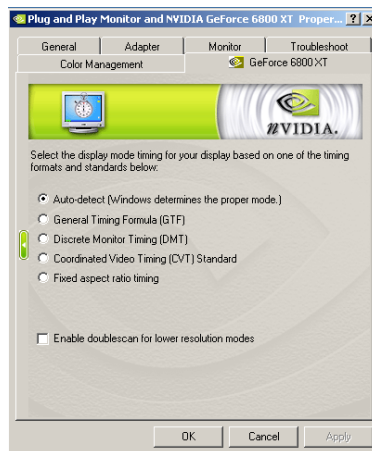 Plug and Play Monitor and NVIDIA GeForce 6800 XT Proper...
General Adapter Monitor Troubleshoot
Color Management GeForce 6800 XT
NVIDIA.
Select the display mode timing for your display based on one of the timing
formats and standards below:
Auto-detect (Windows determines the proper mode.)
General Timing Formula (GTF)
Discrete Monitor Timing (DMT)
Coordinated Video Timing (CVT) Standard
Fixed aspect ratio timing
Enable doublescan for lower resolution modes
OK Cancel Apply